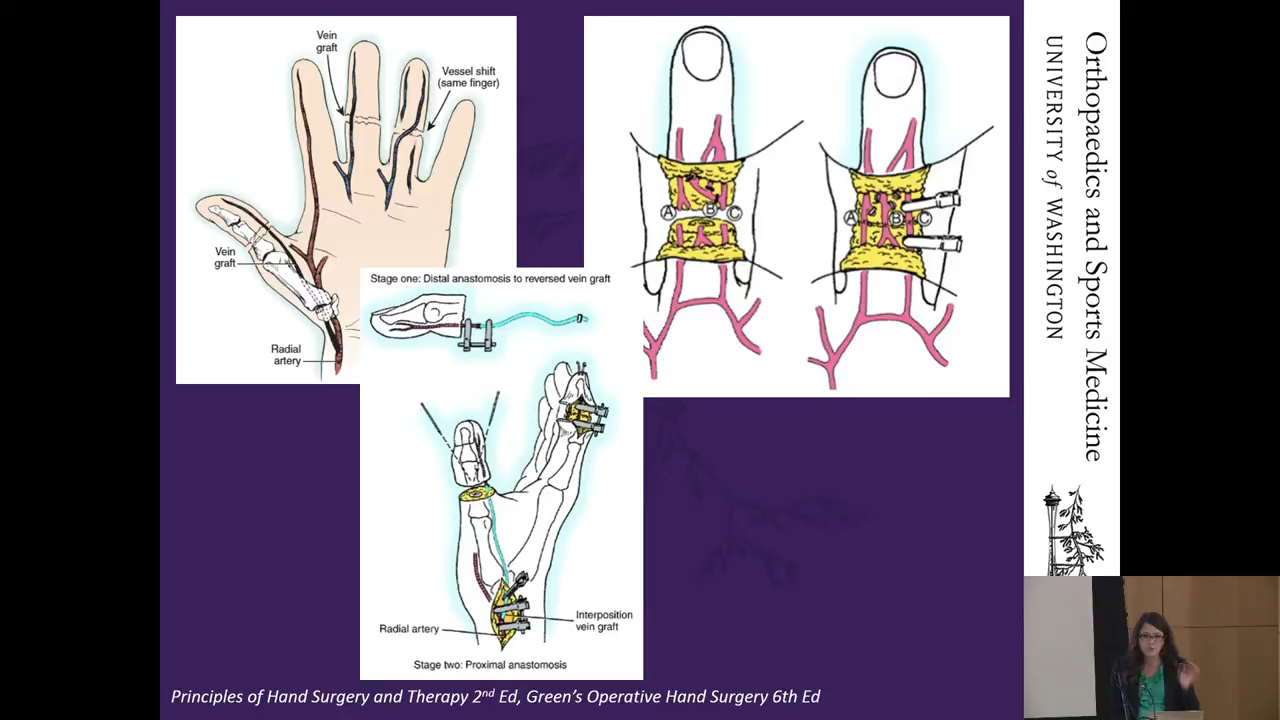 Vein
graft
Vessel shift
(same finger)
Vein
graft
Radial
artery
A
B
C
A
B
C
Stage one: Distal anastomosis to reversed vein graft
Radial artery
Interposition
vein graft
Stage two: Proximal anastomosis
Principles of Hand Surgery and Therapy 2nd Ed, Green's Operative Hand Surgery 6th Ed
Orthopaedics and Sports Medicine
UNIVERSITY of WASHINGTON